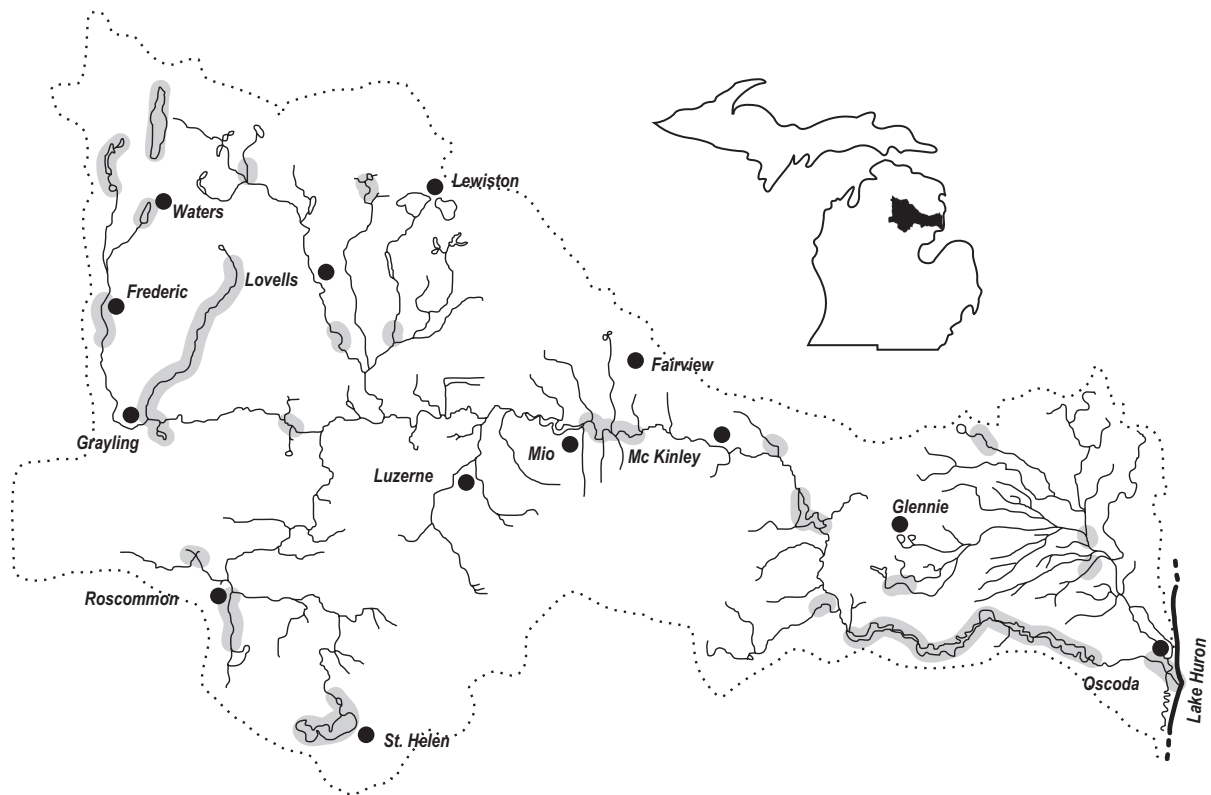 Lewiston
Waters
Lovells
Frederic
Fairview
Grayling
Mio
Mc Kinley
Luzerne
Glennie
Roscommon
Oscoda
Lake Huron
St. Helen